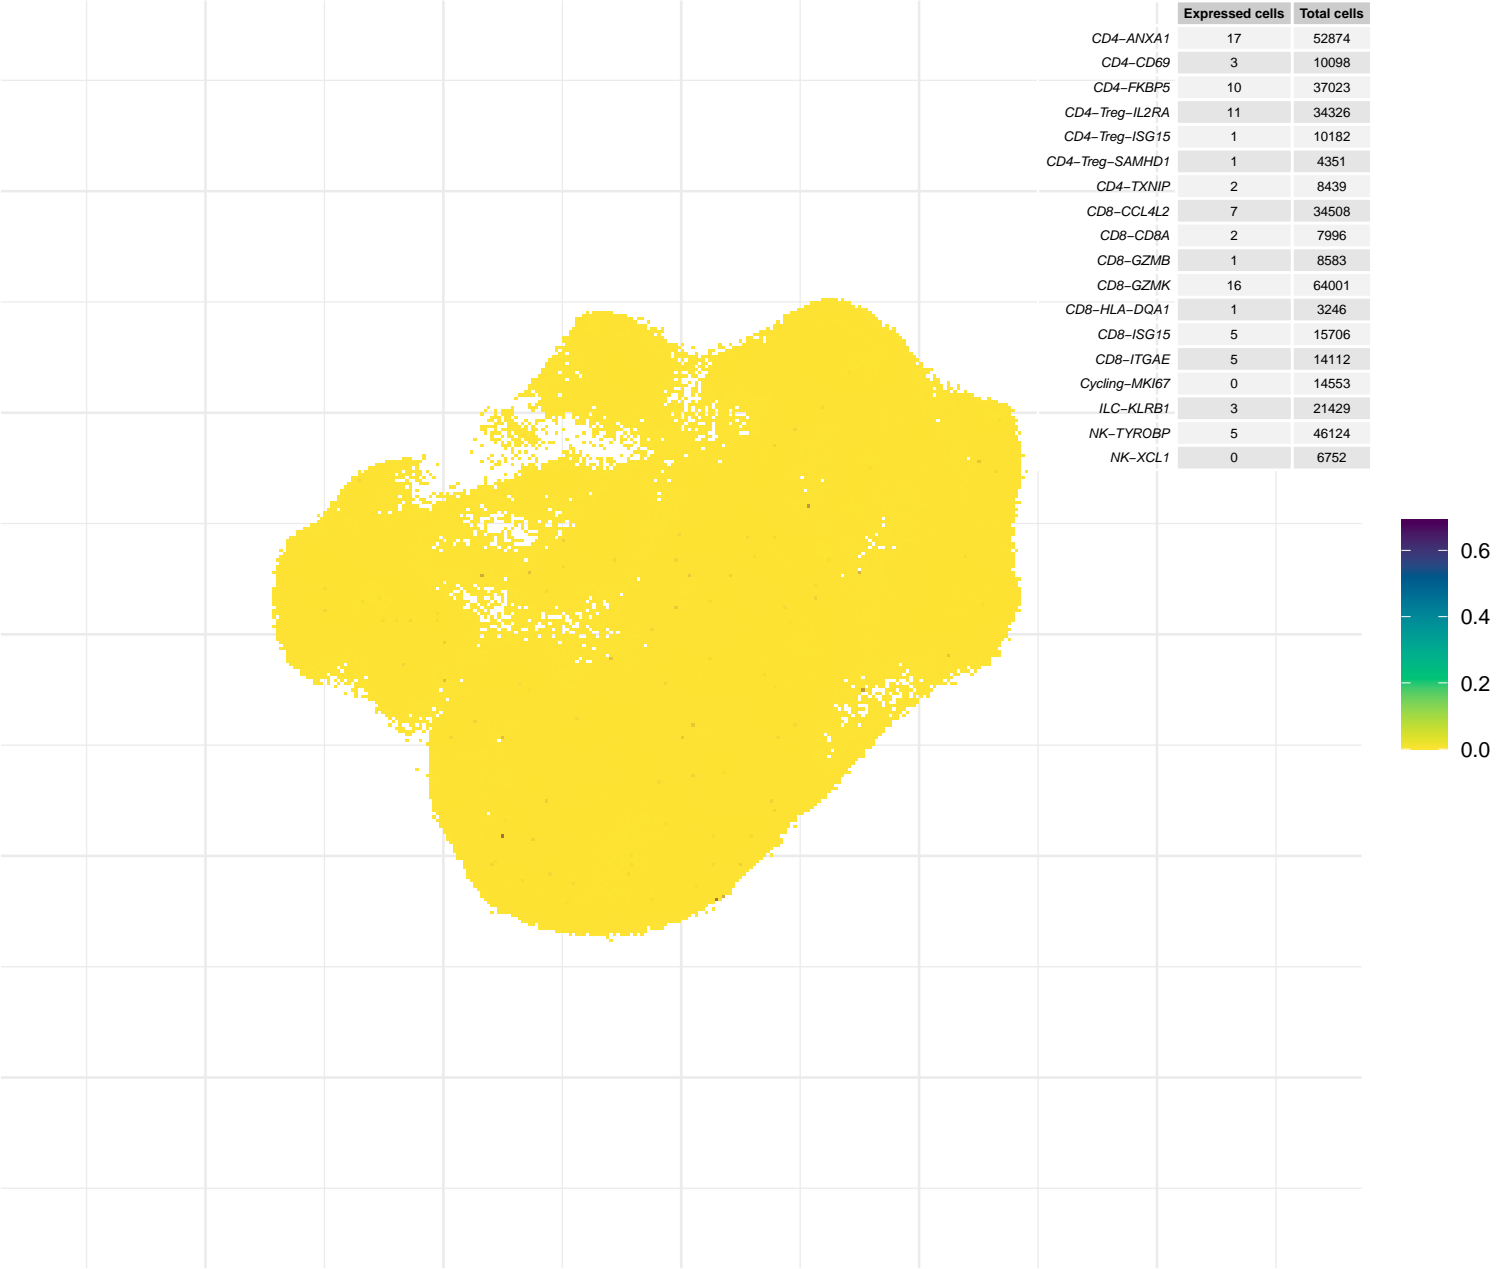 Expressed cells Total cells
CD4−ANXA1 17 52874
CD4−CD69 3 10098
CD4−FKBP5 10 37023
CD4−Treg−IL2RA 11 34326
CD4−Treg−ISG15 1 10182
CD4−Treg−SAMHD1 1 4351
CD4−TXNIP 2 8439
CD8−CCL4L2 7 34508
CD8−CD8A 2 7996
CD8−GZMB 1 8583
CD8−GZMK 16 64001
CD8−HLA−DQA1 1 3246
CD8−ISG15 5 15706
CD8−ITGAE 5 14112
Cycling−MKI67 0 14553
ILC−KLRB1 3 21429
NK−TYROBP 5 46124
NK−XCL1 0 6752
0.6
0.4
0.2
0.0